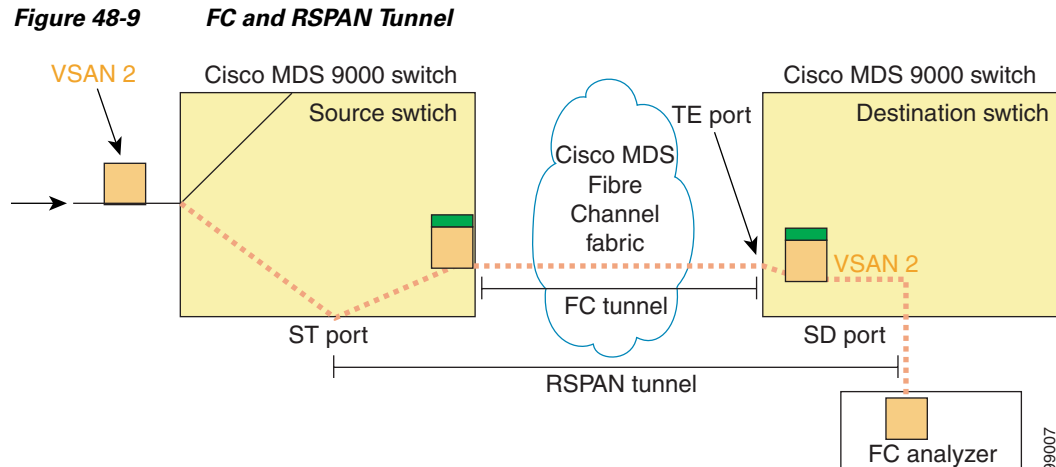 Figure 48-9 FC and RSPAN Tunnel
VSAN 2
Cisco MDS 9000 switch
Source swtich
Cisco MDS
Fibre
Channel
fabric
TE port
Cisco MDS 9000 switch
Destination swtich
VSAN 2
FC tunnel
ST port
SD port
RSPAN tunnel
FC analyzer